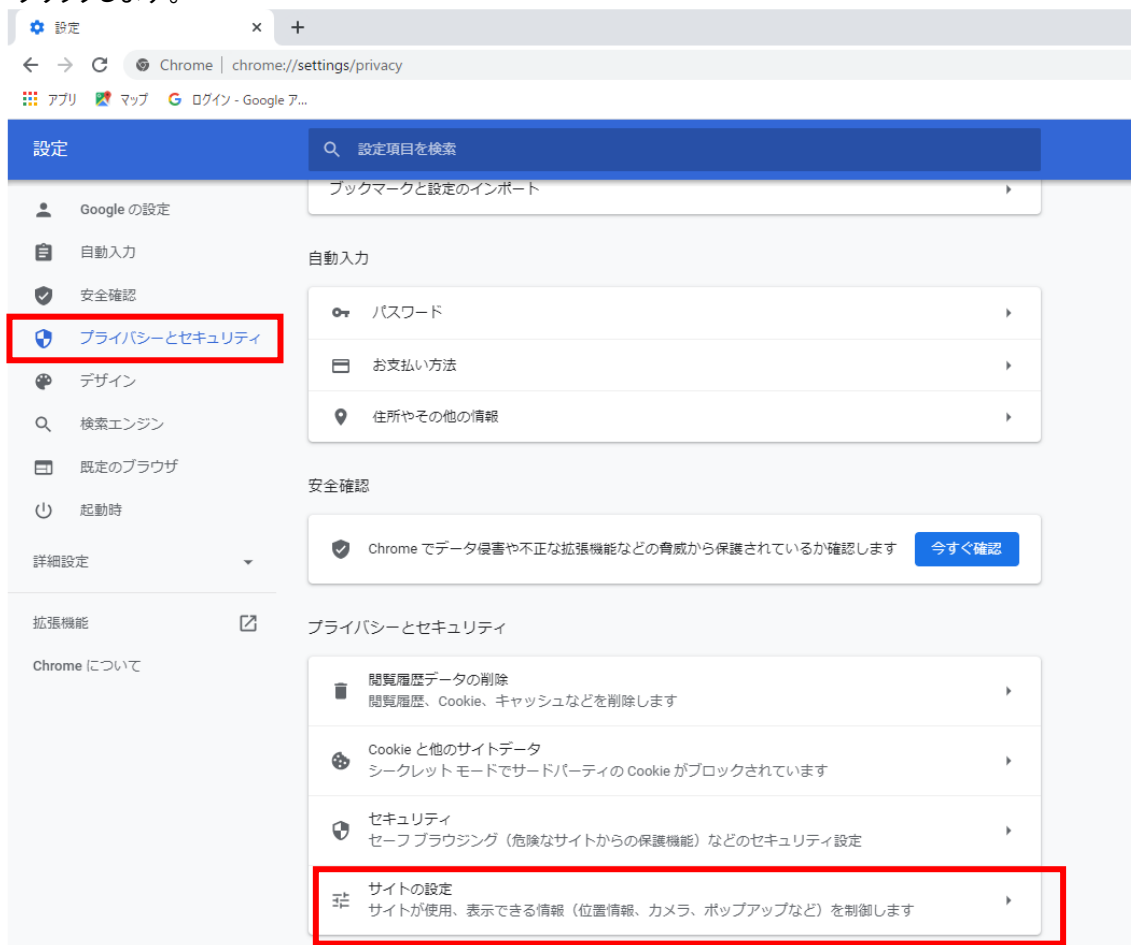 クリックします。
設定
Chrome | chrome://settings/privacy
アプリ マップ ログイン - Google ア...
設定
設定項目を検索
Google の設定
自動入力
安全確認
プライバシーとセキュリティ
デザイン
検索エンジン
既定のブラウザ
起動時
詳細設定
拡張機能
Chrome について
ブックマークと設定のインポート
自動入力
パスワード
お支払い方法
住所やその他の情報
安全確認
Chrome でデータ侵害や不正な拡張機能などの脅威から保護されているか確認します 今すぐ確認
プライバシーとセキュリティ
閲覧履歴データの削除
閲覧履歴、Cookie、キャッシュなどを削除します
Cookie と他のサイトデータ
シークレット モードでサードパーティの Cookie がブロックされています
セキュリティ
セーフ ブラウジング（危険なサイトからの保護機能）などのセキュリティ設定
サイトの設定
サイトが使用、表示できる情報（位置情報、カメラ、ポップアップなど）を制御します